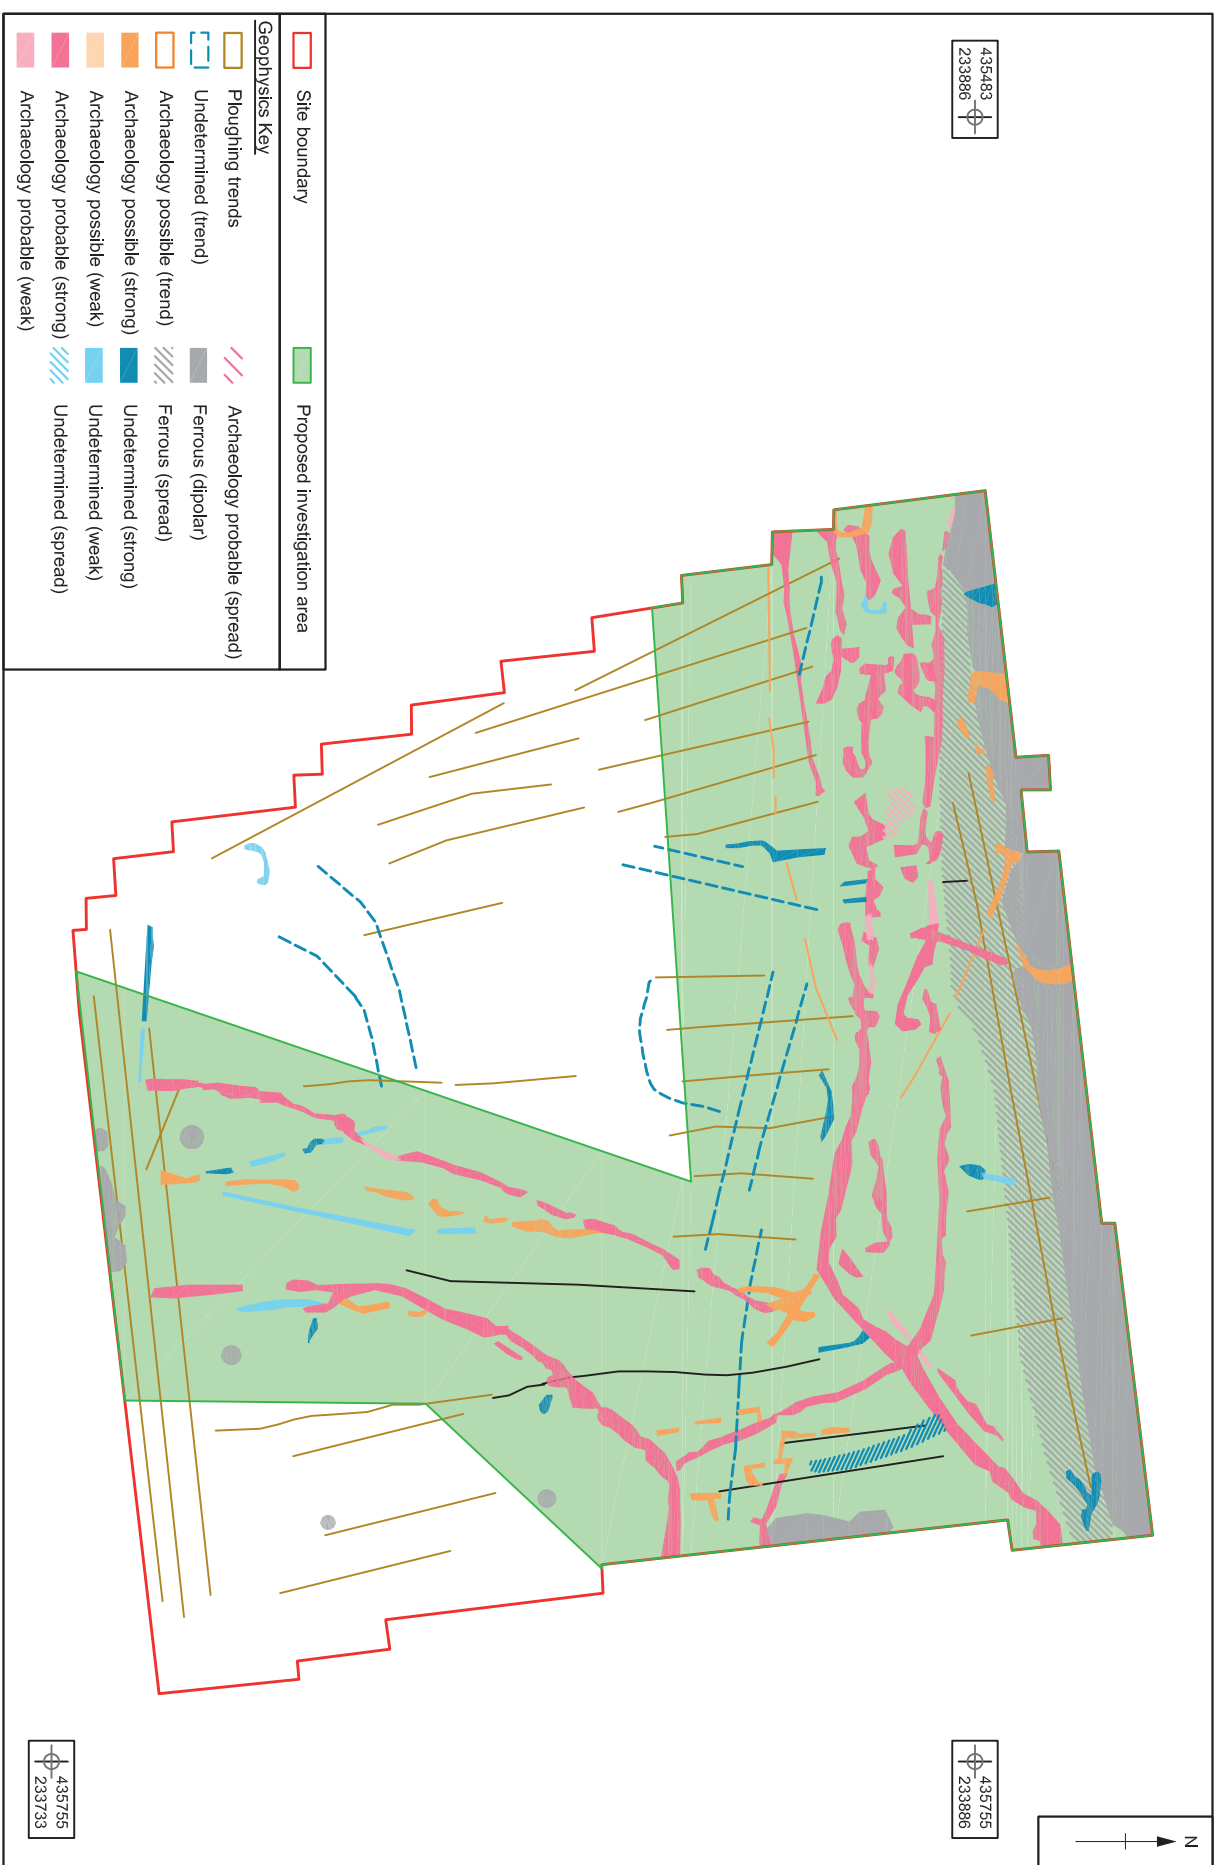 435483
233886
Site boundary
Proposed investigation area
Geophysics Key
Ploughing trends
Undetermined (trend)
Archaeology possible (trend)
Archaeology possible (strong)
Archaeology possible (weak)
Archaeology probable (strong)
Archaeology probable (weak)
Archaeology probable (spread)
Ferrous (dipolar)
Ferrous (spread)
Undetermined (strong)
Undetermined (weak)
Undetermined (spread)
N
435755
233886
435755
233733